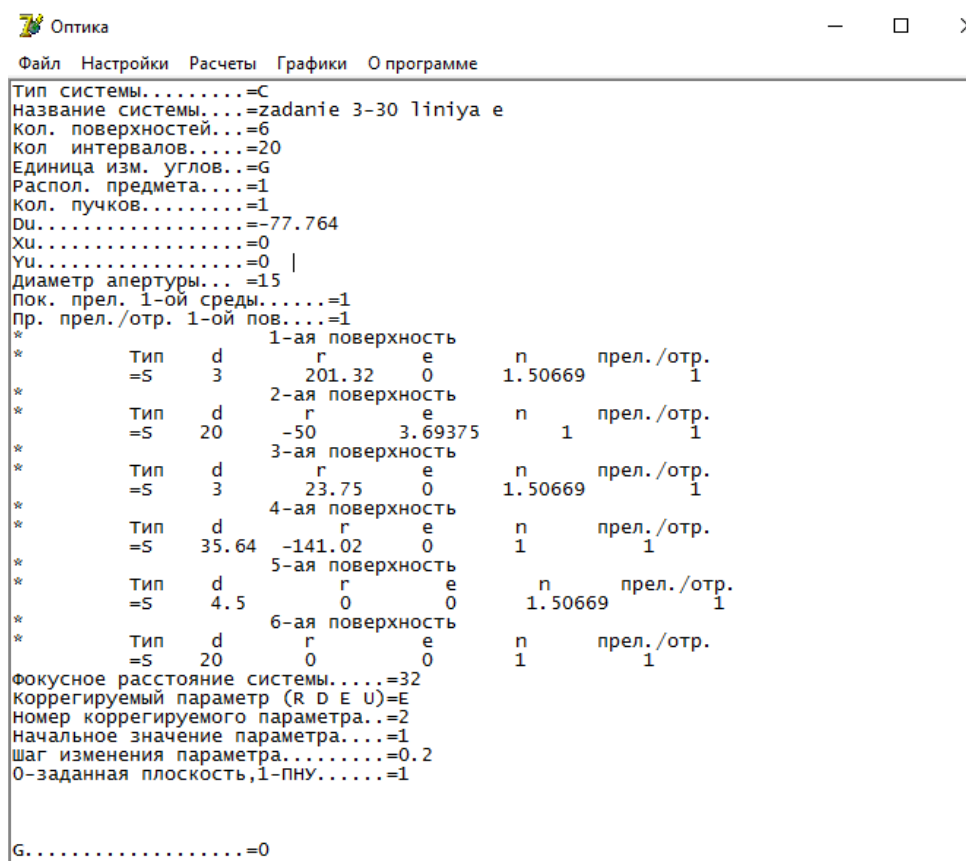 Оптика
Файл Настройки Расчеты Графики О программе
Тип системы.........=C
Название системы....=zadanie 3-30 liniya e
Кол. поверхностей...=6
Кол  интервалов.....=20
Единица изм. углов..=G
Распол. предмета....=1
Кол. пучков.........=1
Du..................=-77.764
Xu..................=0
Yu..................=0
Диаметр апертуры... =15
Пок. прел. 1-ой среды......=1
Пр. прел./отр. 1-ой пов....=1
* 1-ая поверхность
* Тип d r e n прел./отр.
=S 3 201.32 0 1.50669 1
* 2-ая поверхность
* Тип d r e n прел./отр.
=S 20 -50 3.69375 1 1
* 3-ая поверхность
* Тип d r e n прел./отр.
=S 3 23.75 0 1.50669 1
* 4-ая поверхность
* Тип d r e n прел./отр.
=S 35.64 -141.02 0 1 1
* 5-ая поверхность
* Тип d r e n прел./отр.
=S 4.5 0 0 1.50669 1
* 6-ая поверхность
* Тип d r e n прел./отр.
=S 20 0 0 1 1
Фокусное расстояние системы.....=32
Коррегируемый параметр (R D E U)=E
Номер коррегируемого параметра..=2
Начальное значение параметра....=1
Шаг изменения параметра.........=0.2
0-заданная плоскость,1-ПНУ......=1
G...................=0